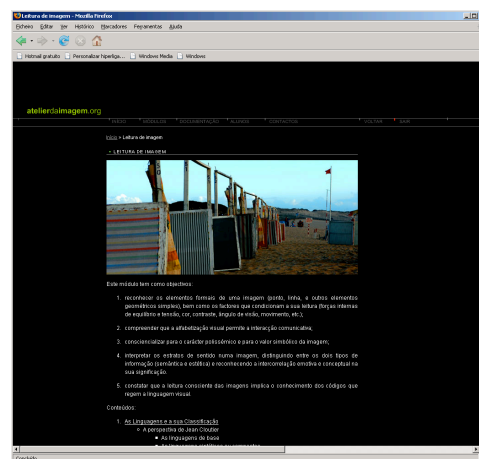 Leitura de imagem - Mozilla Firefox
Ficheiro Editar Ver Histórico Marcadores Ferramentas Ajuda
Hotmail gratuito Personalizar hiperliga... Windows Media Windows
atelierdaimagem.org
INÍCIO MÓDULOS DOCUMENTAÇÃO ALUNOS CONTACTOS VOLTAR SAIR
Início > Leitura de imagem
LEITURA DE IMAGEM
Este módulo tem como objectivos:
1. reconhecer os elementos formais de uma imagem (ponto, linha, e outros elementos
geométricos simples), bem como os factores que condicionam a sua leitura (forças internas
de equilíbrio e tensão, cor, contraste, ângulo de visão, movimento, etc.);
2. compreender que a alfabetização visual permite a interacção comunicativa;
3. consciencializar para o carácter polissémico e para o valor simbólico da imagem;
4. interpretar os estratos de sentido numa imagem, distinguindo entre os dois tipos de
informação (semântica e estética) e reconhecendo a intercorrelação emotiva e conceptual na
sua significação.
5. constatar que a leitura consciente das imagens implica o conhecimento dos códigos que
regem a linguagem visual.
Conteúdos:
1. As Linguagens e a sua Classificação
A perspectiva de Jean Cloutier
As linguagens de base
Concluído